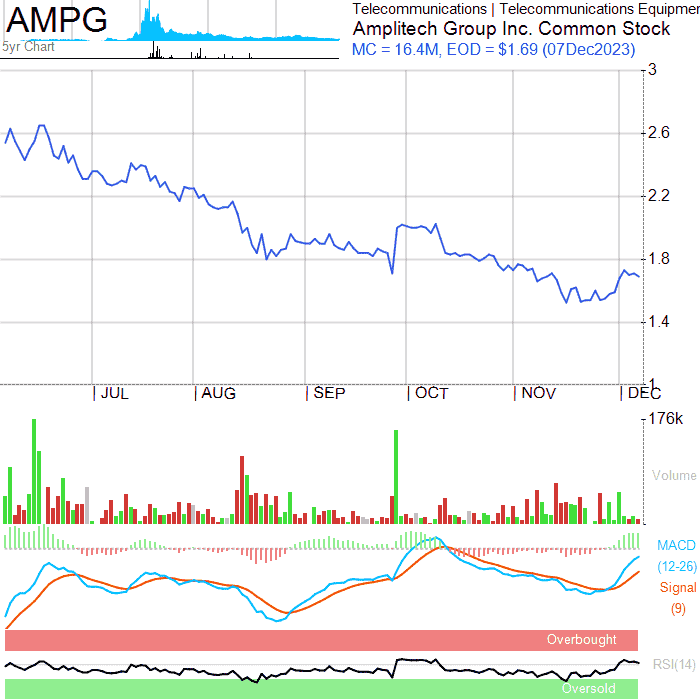 AMPG
5yr Chart
Telecommunications | Telecommunications Equipmen
Amplitech Group Inc. Common Stock
MC = 16.4M, EOD = $1.69 (07Dec2023)
3
2.6
2.2
1.8
1.4
1
JUL AUG SEP OCT NOV DEC
176k
Volume
MACD
(12-26)
Signal
(9)
Overbought
RSI(14)
Oversold